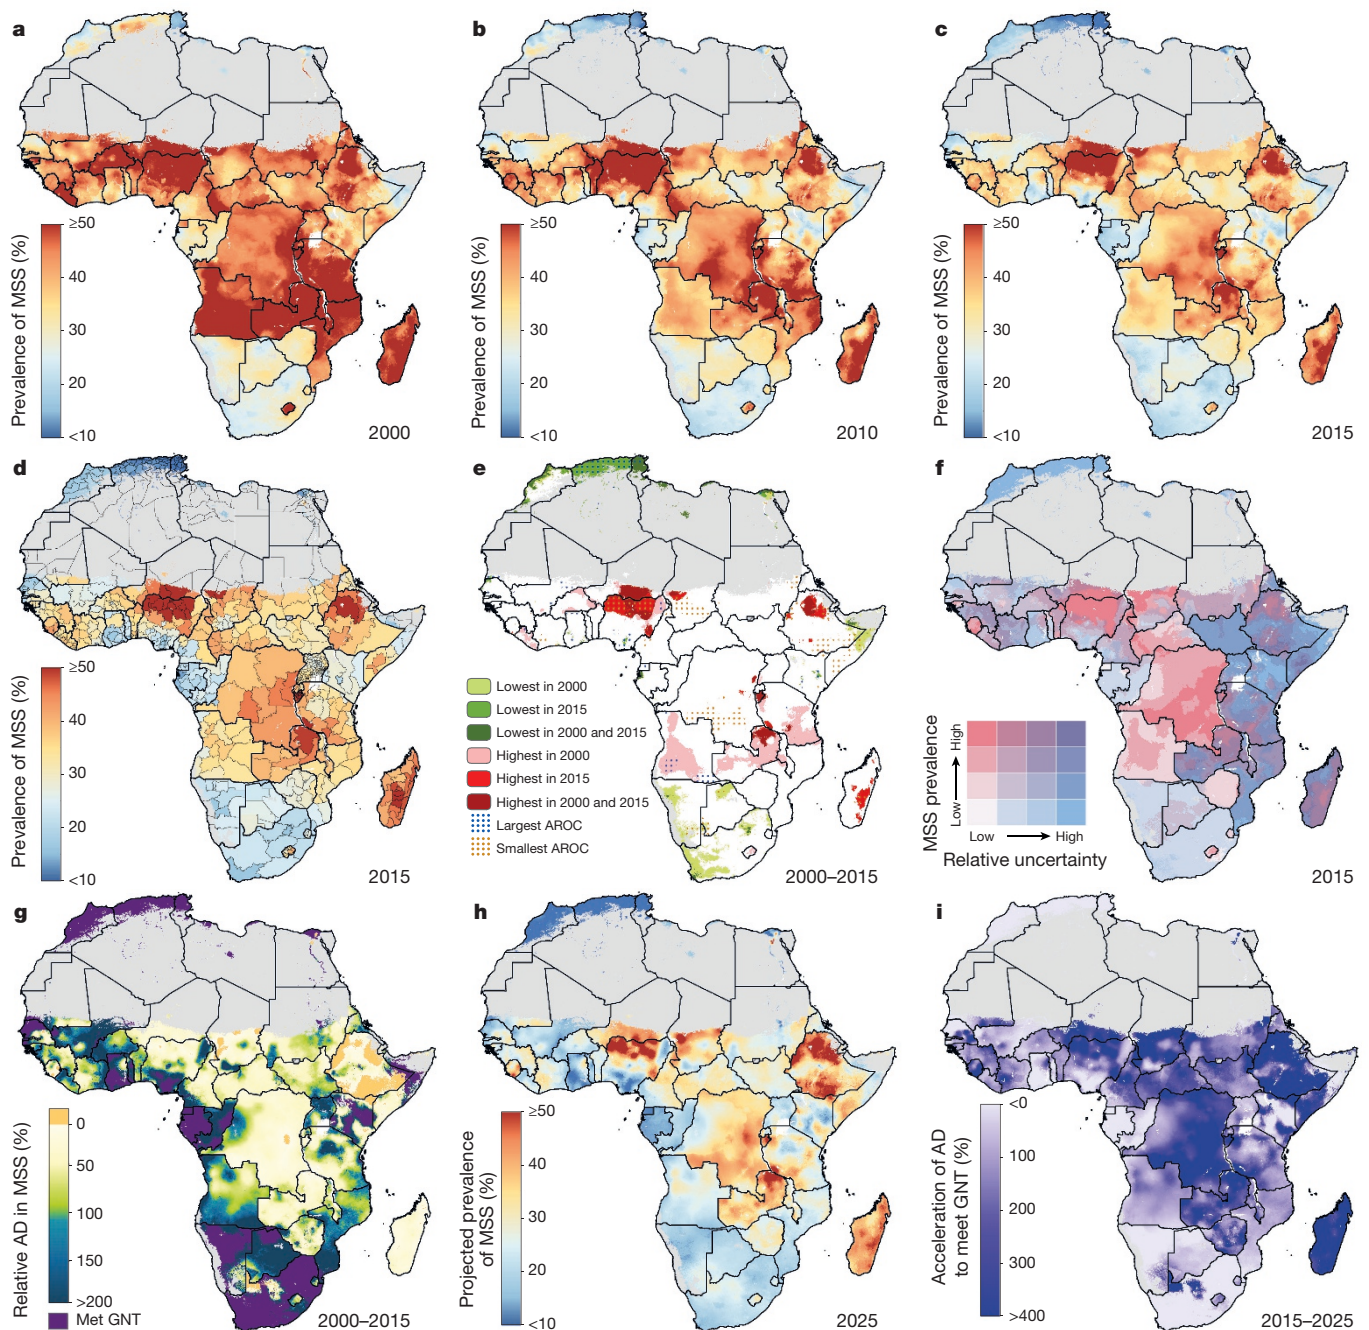 a
Prevalence of MSS (%)
≥50
40
30
20
<10
2000
b
Prevalence of MSS (%)
≥50
40
30
20
<10
2010
c
Prevalence of MSS (%)
≥50
40
30
20
<10
2015
d
Prevalence of MSS (%)
≥50
40
30
20
<10
2015
e
Lowest in 2000
Lowest in 2015
Lowest in 2000 and 2015
Highest in 2000
Highest in 2015
Highest in 2000 and 2015
Largest AROC
Smallest AROC
2000–2015
f
MSS prevalence
High
Low
Low
High
Relative uncertainty
2015
g
Relative AD in MSS (%)
0
50
100
150
>200
Met GNT
2000–2015
h
Projected prevalence
of MSS (%)
≥50
40
30
20
<10
2025
i
Acceleration of AD
to meet GNT (%)
<0
100
200
300
>400
2015–2025